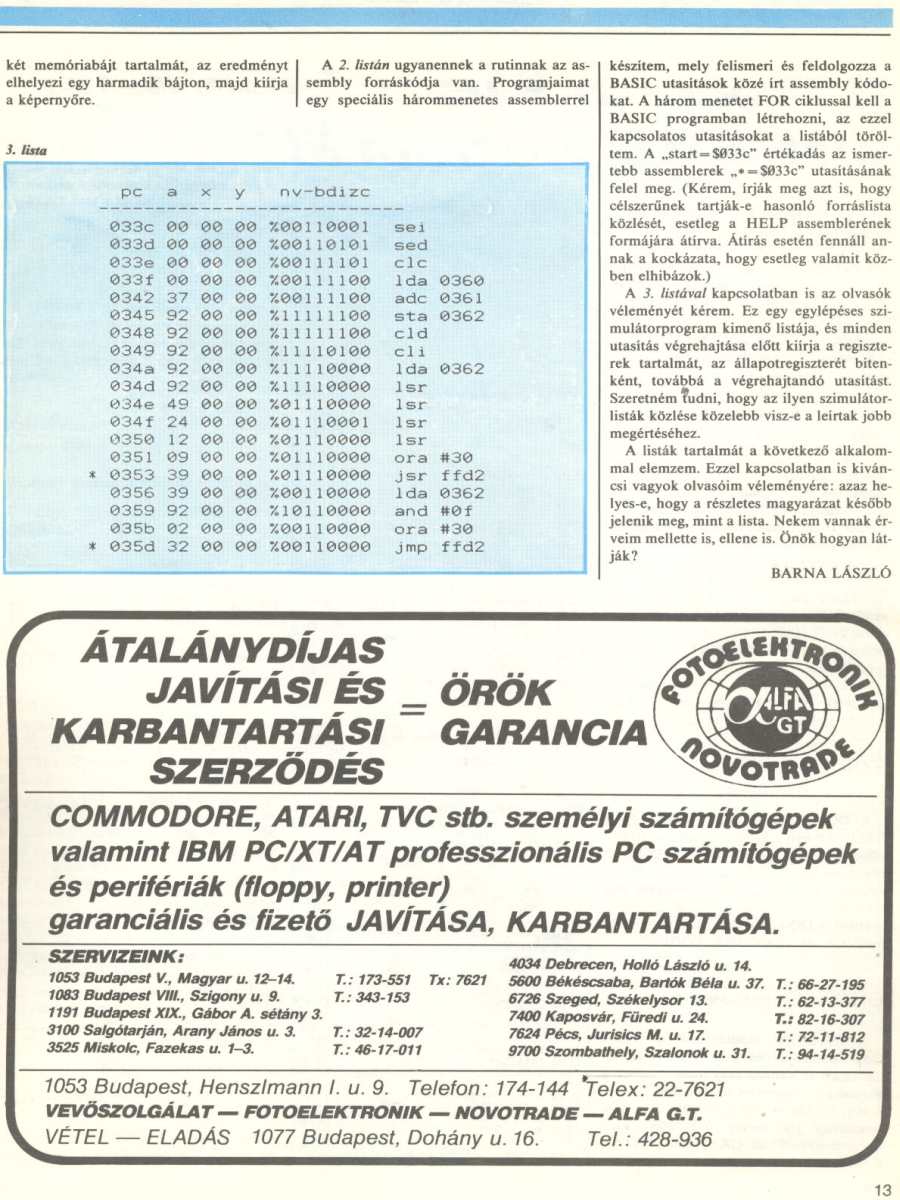 két memóriabájt tartalmát, az eredményt
elhelyezi egy harmadik bájton, majd kiírja
a képernyőre.
A 2. listán ugyanennek a rutinnak az as-
sembly forráskódja van. Programjaimat
egy speciális hárommenetes assemblerrel
készítem, mely felismeri és feldolgozza a
BASIC utasítások közé írt assembly kódo-
kat. A három menetet FOR ciklussal kell a
BASIC programban létrehozni, az ezzel
kapcsolatos utasításokat a listából töröl-
tem. A „start=$033c” értékadás az ismer-
tebb assemblerek „*=$033c” utasításának
felel meg. (Kérem, írják meg azt is, hogy
célszerűnek tartják-e hasonló forráslista
közlését, esetleg a HELP assemblerének
formájára átírva. Átírás esetén fennáll an-
nak a kockázata, hogy esetleg valamit köz-
ben elhibázok.)
A 3. listával kapcsolatban is az olvasók
véleményét kérem. Ez egy egylépéses szi-
mulátorprogram kimenő listája, és minden
utasítás végrehajtása előtt kiírja a regiszte-
rek tartalmát, az állapotregiszterét biten-
ként, továbbá a végrehajtandó utasítást.
Szeretném tudni, hogy az ilyen szimulátor-
listák közlése közelebb visz-e a leírtak jobb
megértéséhez.
A listák tartalmát a következő alkalom-
mal elemzem. Ezzel kapcsolatban is kíván-
csi vagyok olvasóim véleményére: azaz he-
lyes-e, hogy a részletes magyarázat később
jelenik meg, mint a lista. Nekem vannak ér-
veim mellette is, ellene is. Önök hogyan lát-
ják?
BARNA LÁSZLÓ
3. lista
pc a x y nv-bdizc
----------------------------------
033c 00 00 00 %00110001 sei
033d 00 00 00 %00110101 sed
033e 00 00 00 %00111101 clc
033f 00 00 00 %00111100 lda 0360
0342 37 00 00 %00111100 adc 0361
0345 92 00 00 %11111100 sta 0362
0348 92 00 00 %11111100 cld
0349 92 00 00 %11110100 cli
034a 92 00 00 %11110000 lda 0362
034d 92 00 00 %11110000 lsr
034e 49 00 00 %01110000 lsr
034f 24 00 00 %01110001 lsr
0350 12 00 00 %01110000 lsr
0351 09 00 00 %01110000 ora #30
* 0353 39 00 00 %01110000 jsr ffd2
0356 39 00 00 %01110000 lda 0362
0359 92 00 00 %10110000 and #0f
035b 02 00 00 %00110000 ora #30
* 035d 32 00 00 %00110000 jmp ffd2
ÁTALÁNYDÍJAS
JAVÍTÁSI ÉS
KARBANTARTÁSI
SZERZŐDÉS
=
ÖRÖK
GARANCIA
FOTOELEKTRONIK
ALFA
GT
NOVOTRADE
COMMODORE, ATARI, TVC stb. személyi számítógépek
valamint IBM PC/XT/AT professzionális PC számítógépek
és perifériák (floppy, printer)
garanciális és fizető JAVÍTÁSA, KARBANTARTÁSA.
SZERVIZEINK:
1053 Budapest V., Magyar u. 12–14. T.: 173-551 Tx: 7621
1083 Budapest VIII., Szigony u. 9. T.: 343-153
1191 Budapest XIX., Gábor A. sétány 3.
3100 Salgótarján, Arany János u. 3. T.: 32-14-007
3525 Miskolc, Fazekas u. 1–3. T.: 46-17-011
4034 Debrecen, Holló László u. 14.
5600 Békéscsaba, Bartók Béla u. 37. T.: 66-27-195
6726 Szeged, Székelysor 13. T.: 62-13-377
7400 Kaposvár, Füredi u. 24. T.: 82-16-307
7624 Pécs, Jurisics M. u. 17. T.: 72-11-812
9700 Szombathely, Szalonok u. 31. T.: 94-14-519
1053 Budapest, Henszlmann I. u. 9. Telefon: 174-144 Telex: 22-7621
VEVŐSZOLGÁLAT — FOTOELEKTRONIK — NOVOTRADE — ALFA G.T.
VÉTEL — ELADÁS 1077 Budapest, Dohány u. 16. Tel.: 428-936
13